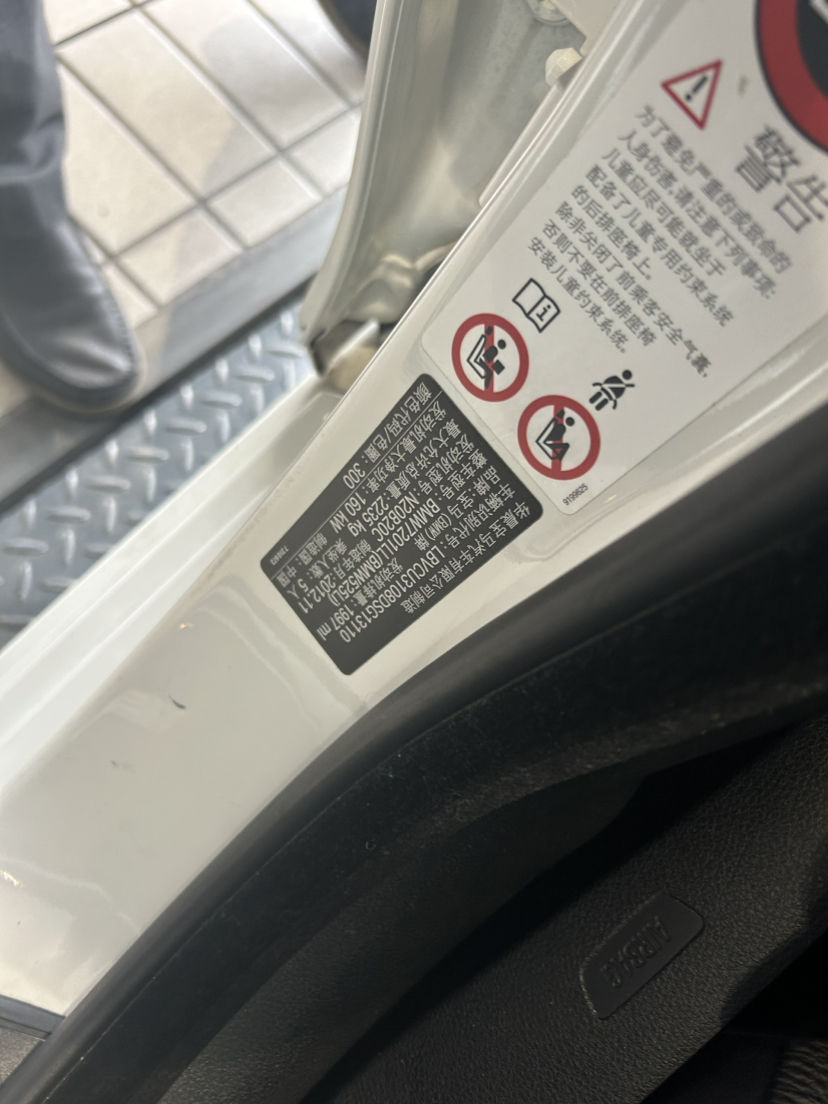 警告
为了避免严重的或致命的
人身伤害,请注意下列事项:
儿童应尽可能就坐于
配备了儿童专用约束系统
的后排座椅上。
除非关闭了前乘客安全气囊,
否则不要在前排座椅
安装儿童约束系统。
9199825
华晨宝马汽车有限公司制造
车辆识别代号:LBVCU3108DSG13110
品牌:宝马(BMW)牌 发动机排量:1997 ml
整车型号:BMW7201LL(BMW525Li)
发动机型号:N20B20C 制造年月:2012.11
最大允许总质量:2235 kg 乘坐人数:5人
发动机最大净功率:160 kW 制造国:中国
颜色代码/色圈:300
AIRBAG